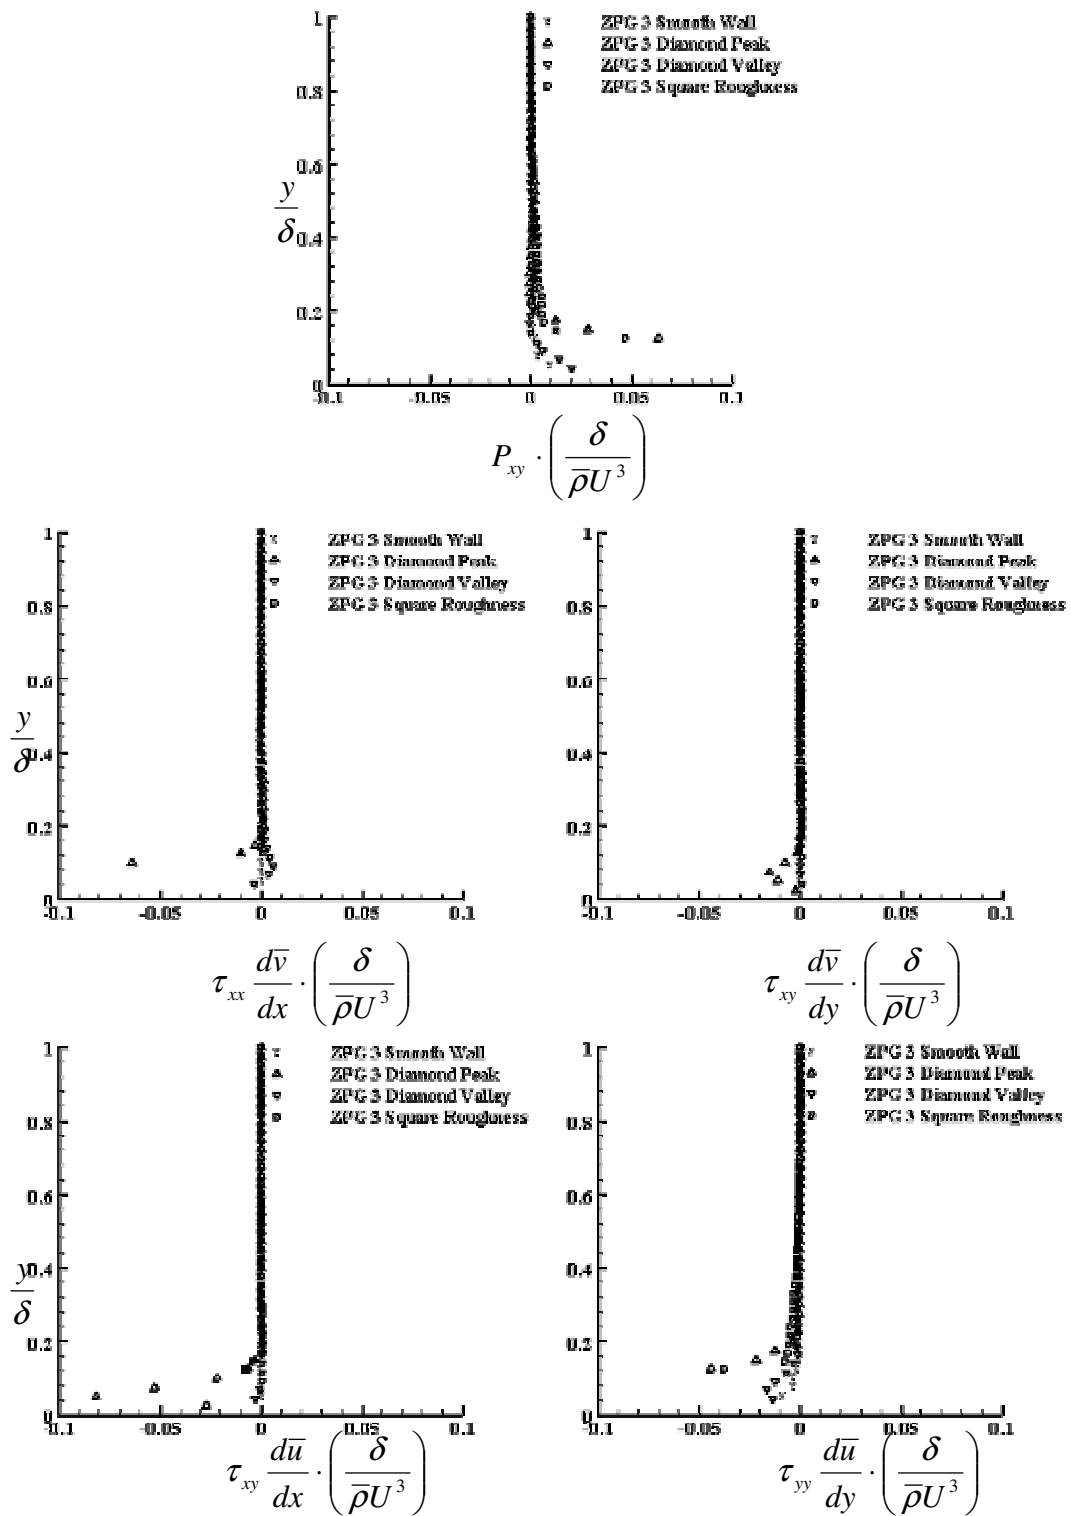 ZPG 3 Smooth Wall
ZPG 3 Diamond Peak
ZPG 3 Diamond Valley
ZPG 3 Square Roughness
1
0.8
0.6
0.4
0.2
0
y/δ
-0.1 -0.05 0 0.05 0.1
P_xy · (δ / ρ̅U³)
ZPG 3 Smooth Wall
ZPG 3 Diamond Peak
ZPG 3 Diamond Valley
ZPG 3 Square Roughness
1
0.8
0.6
0.4
0.2
0
y/δ
-0.1 -0.05 0 0.05 0.1
τ_xx dv̅/dx · (δ / ρ̅U³)
ZPG 3 Smooth Wall
ZPG 3 Diamond Peak
ZPG 3 Diamond Valley
ZPG 3 Square Roughness
1
0.8
0.6
0.4
0.2
0
-0.1 -0.05 0 0.05 0.1
τ_xy dv̅/dy · (δ / ρ̅U³)
ZPG 3 Smooth Wall
ZPG 3 Diamond Peak
ZPG 3 Diamond Valley
ZPG 3 Square Roughness
1
0.8
0.6
0.4
0.2
0
y/δ
-0.1 -0.05 0 0.05 0.1
τ_xy du̅/dx · (δ / ρ̅U³)
ZPG 3 Smooth Wall
ZPG 3 Diamond Peak
ZPG 3 Diamond Valley
ZPG 3 Square Roughness
1
0.8
0.6
0.4
0.2
0
-0.1 -0.05 0 0.05 0.1
τ_yy du̅/dy · (δ / ρ̅U³)